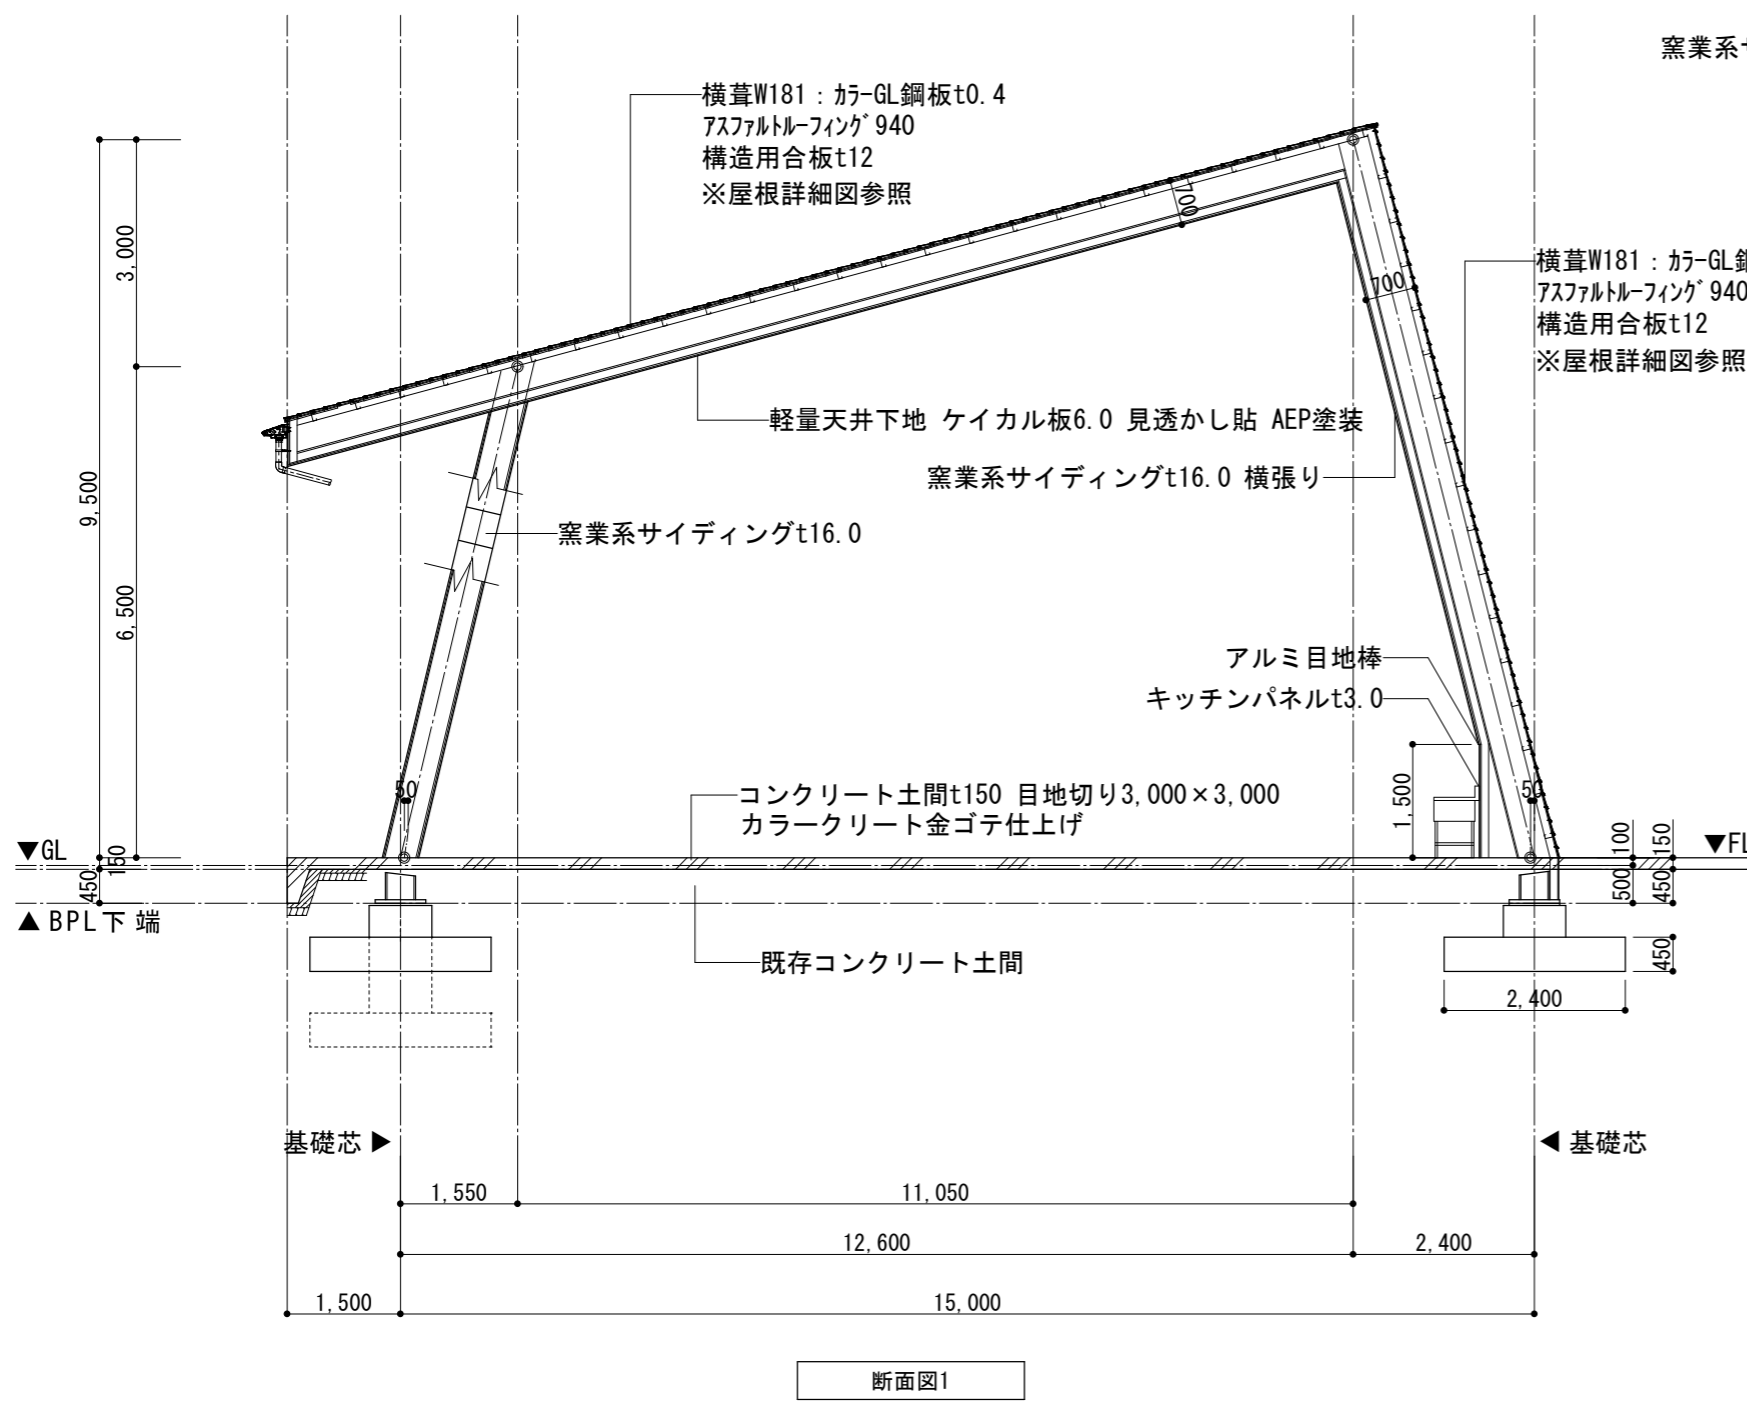 窯業系サ
横葺W181：ｶﾗｰGL鋼板t0.4
ｱｽﾌｧﾙﾄﾙｰﾌｨﾝｸﾞ940
構造用合板t12
※屋根詳細図参照
700
3,000
横葺W181：ｶﾗｰGL鋼
ｱｽﾌｧﾙﾄﾙｰﾌｨﾝｸﾞ940
構造用合板t12
※屋根詳細図参照
700
軽量天井下地 ケイカル板6.0 見透かし貼 AEP塗装
窯業系サイディングt16.0 横張り
9,500
窯業系サイディングt16.0
6,500
アルミ目地棒
キッチンパネルt3.0
50
50
1,500
コンクリート土間t150 目地切り3,000×3,000
カラークリート金ゴテ仕上げ
▼GL
150
450
100
150
▼FL
500
450
▲BPL下端
既存コンクリート土間
450
2,400
基礎芯▶
◀基礎芯
1,550
11,050
12,600
2,400
1,500
15,000
断面図1